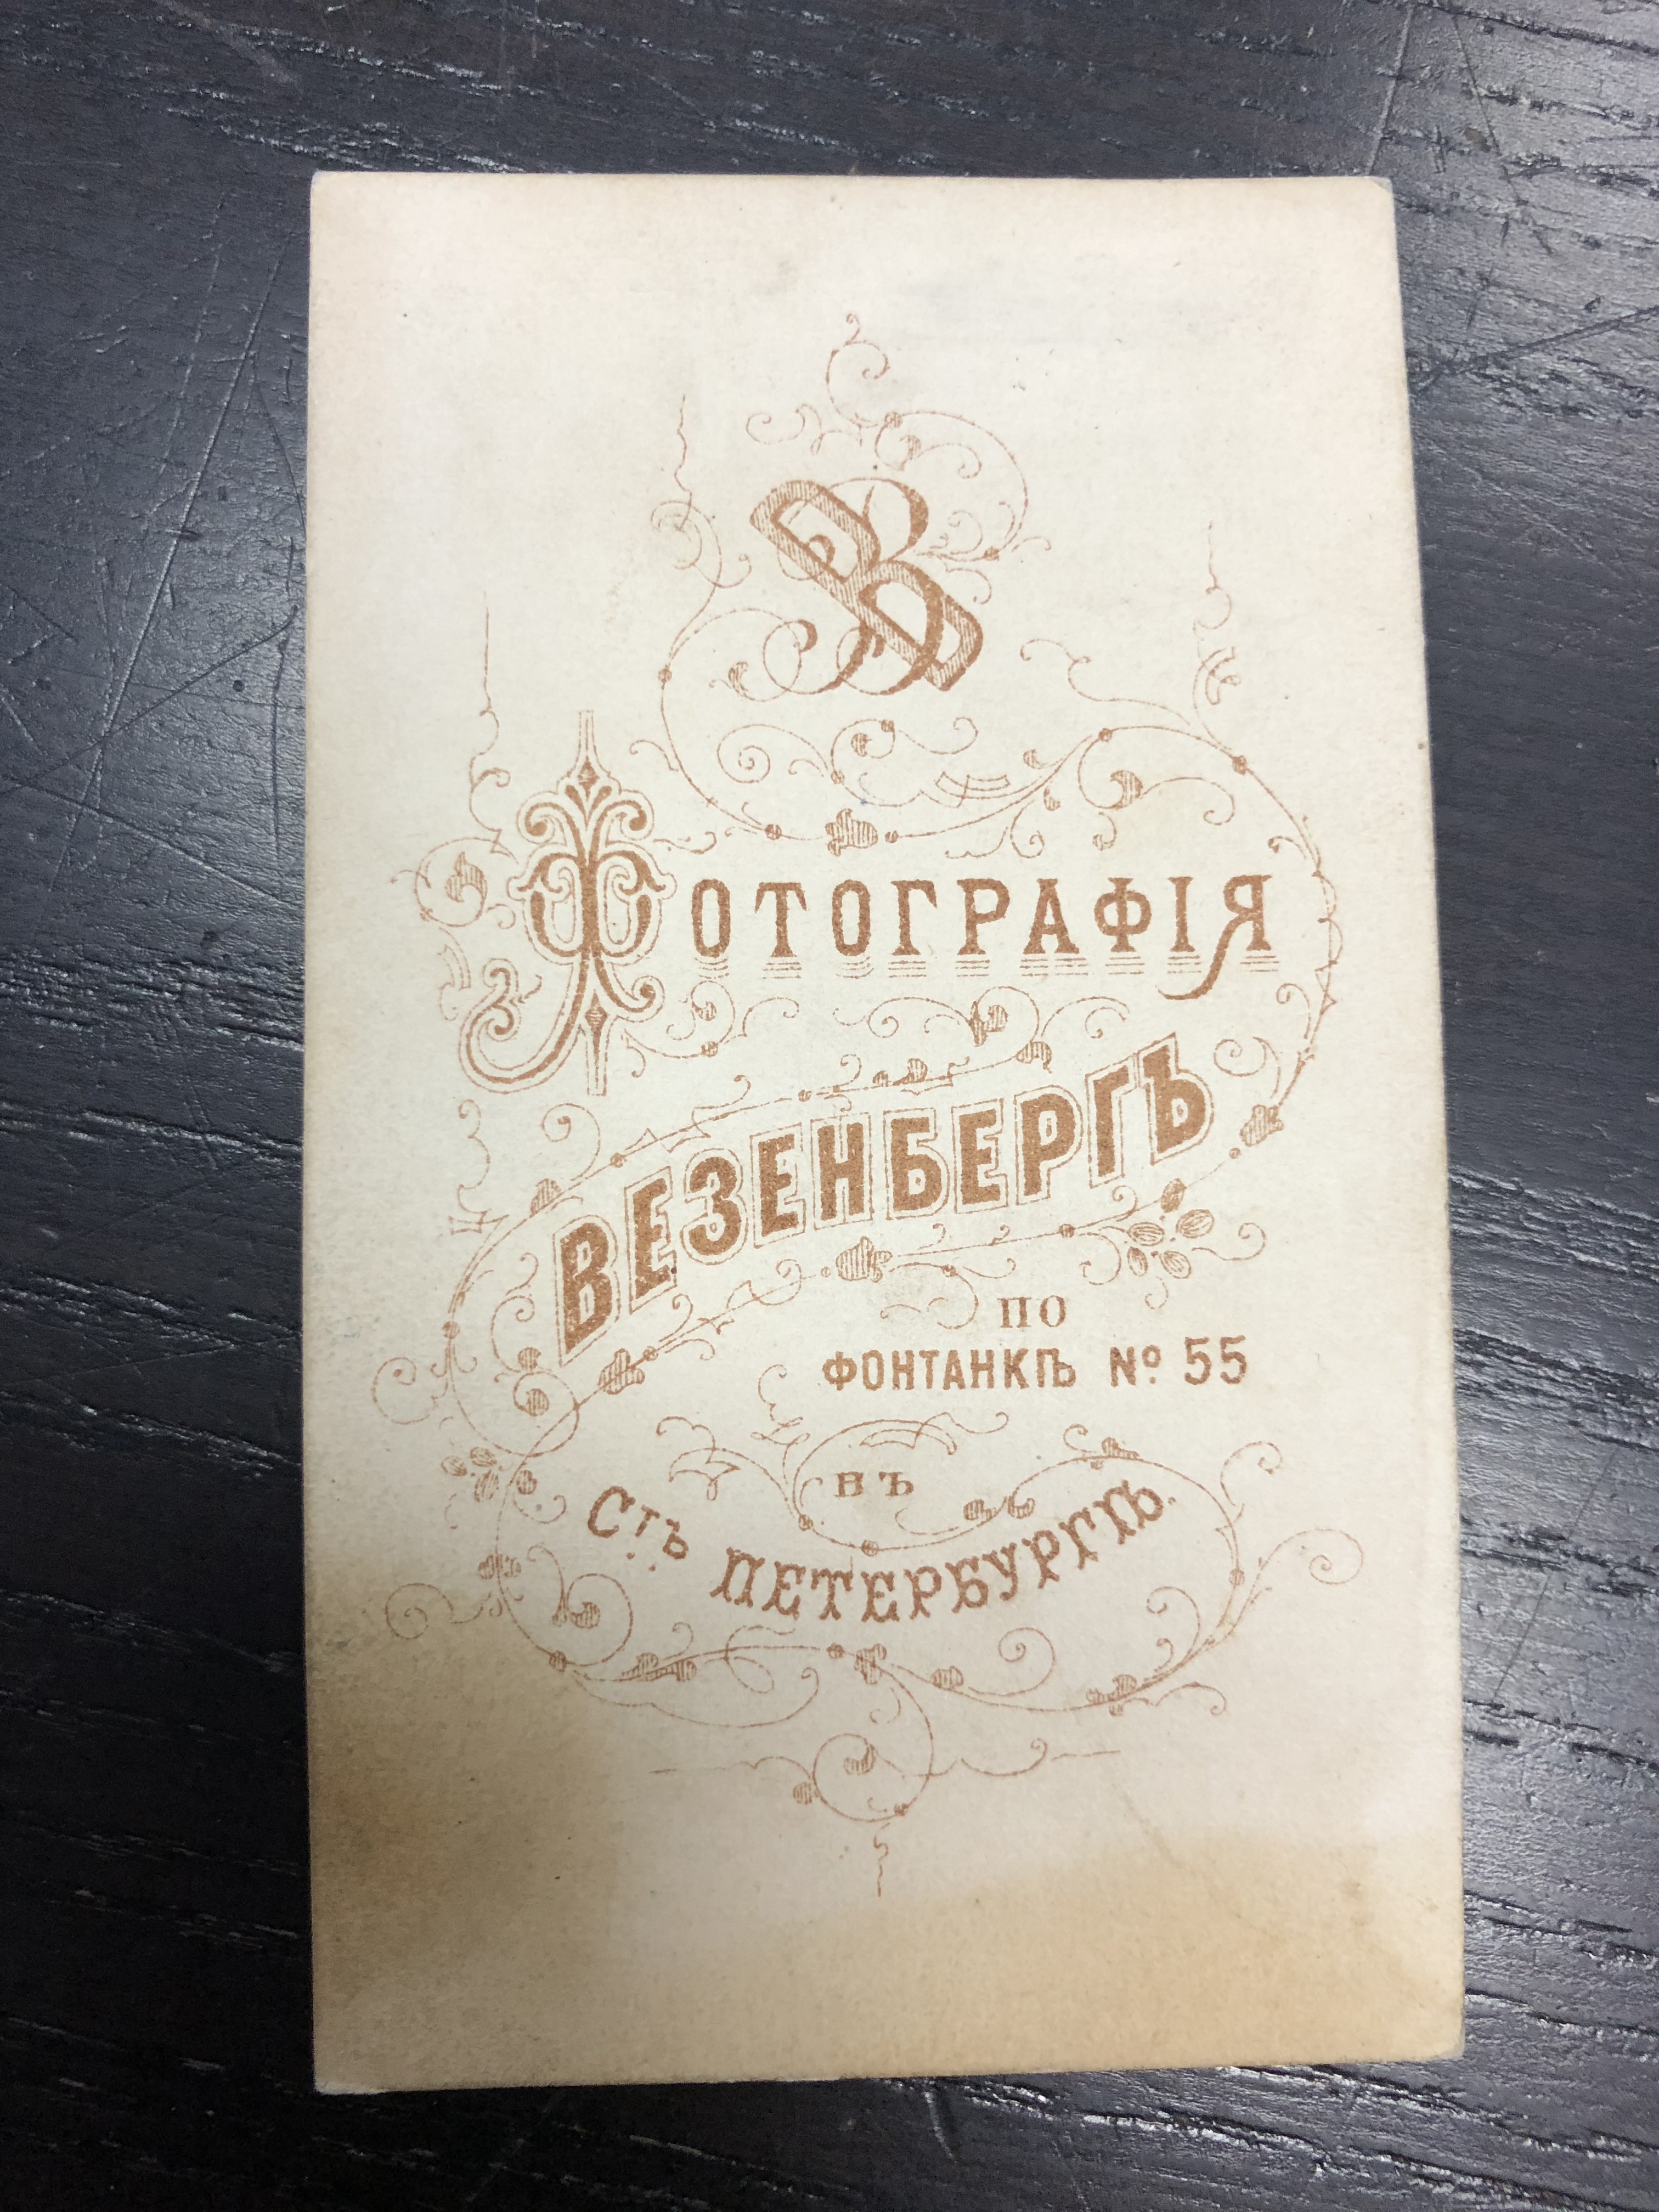 В
ФОТОГРАФІЯ
ВЕЗЕНБЕРГЪ
ПО
ФОНТАНКѢ № 55
ВЪ
СТЪ ПЕТЕРБУРГѢ.